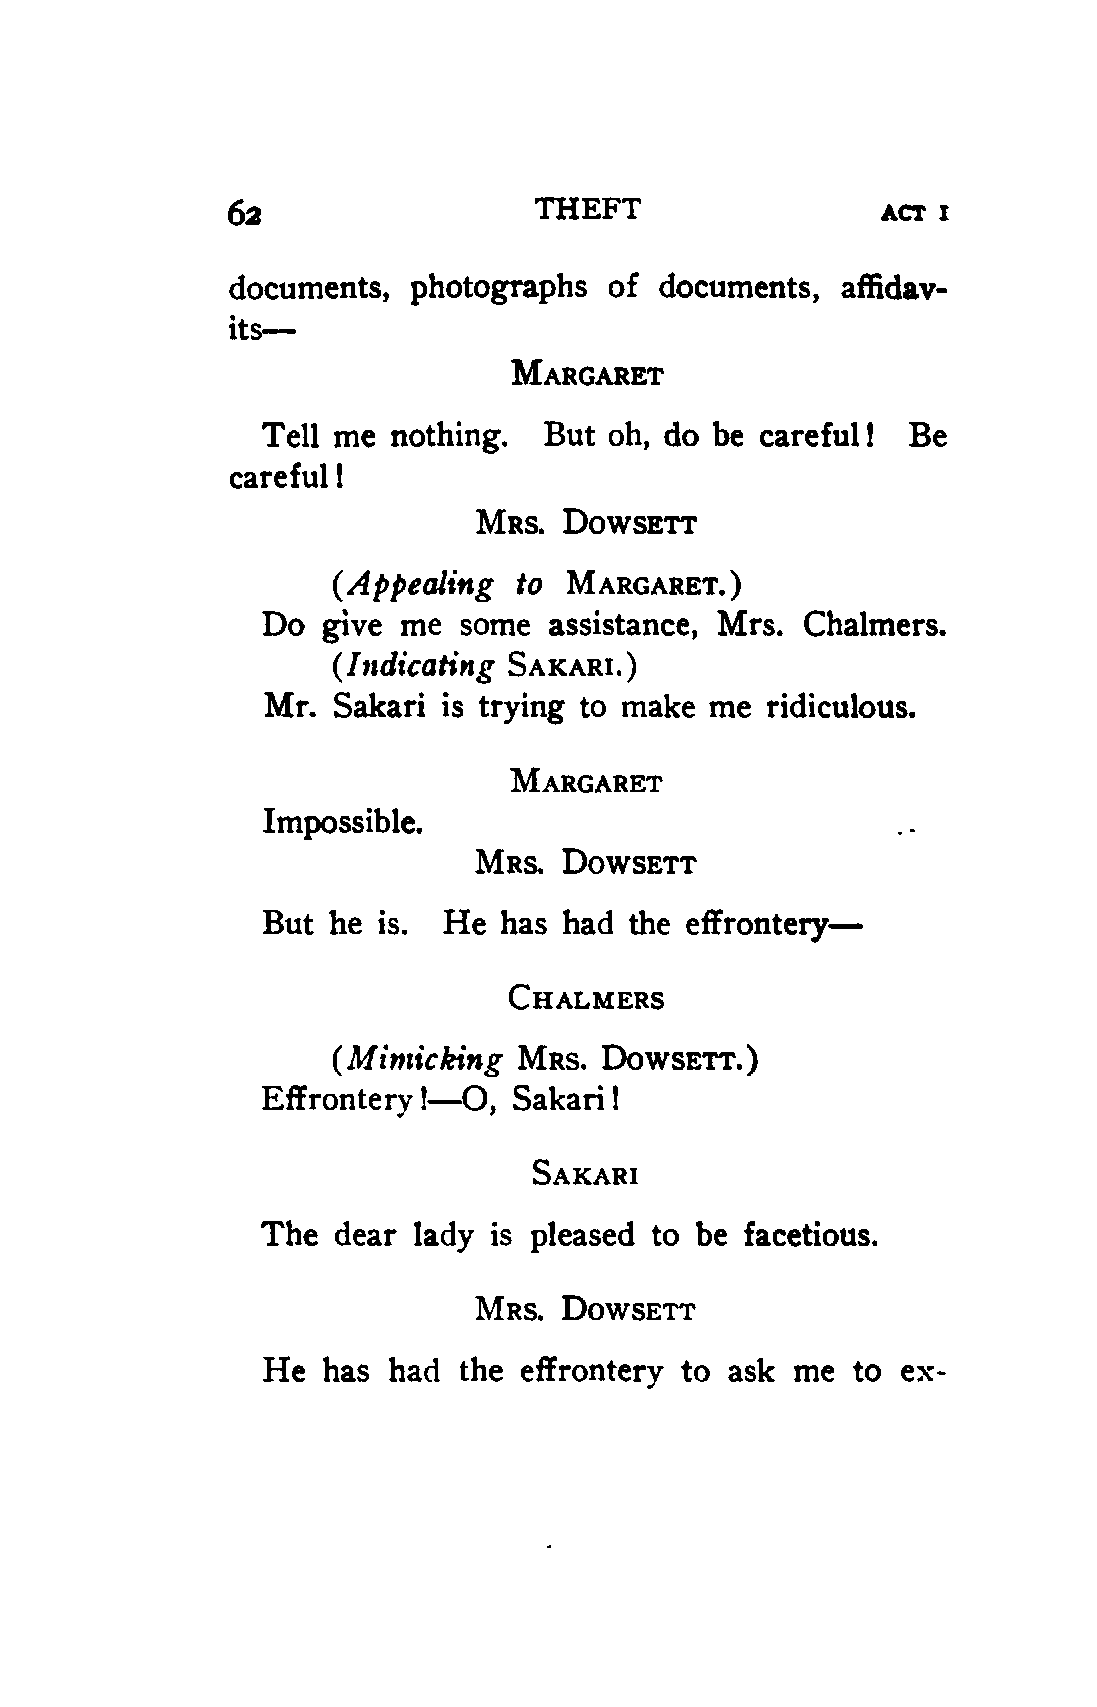 62 THEFT ACT I
documents, photographs of documents, affidav-
its—
MARGARET
Tell me nothing. But oh, do be careful! Be
careful!
MRS. DOWSETT
(Appealing to MARGARET.)
Do give me some assistance, Mrs. Chalmers.
(Indicating SAKARI.)
Mr. Sakari is trying to make me ridiculous.
MARGARET
Impossible.
MRS. DOWSETT
But he is. He has had the effrontery—
CHALMERS
(Mimicking MRS. DOWSETT.)
Effrontery!—O, Sakari!
SAKARI
The dear lady is pleased to be facetious.
MRS. DOWSETT
He has had the effrontery to ask me to ex-